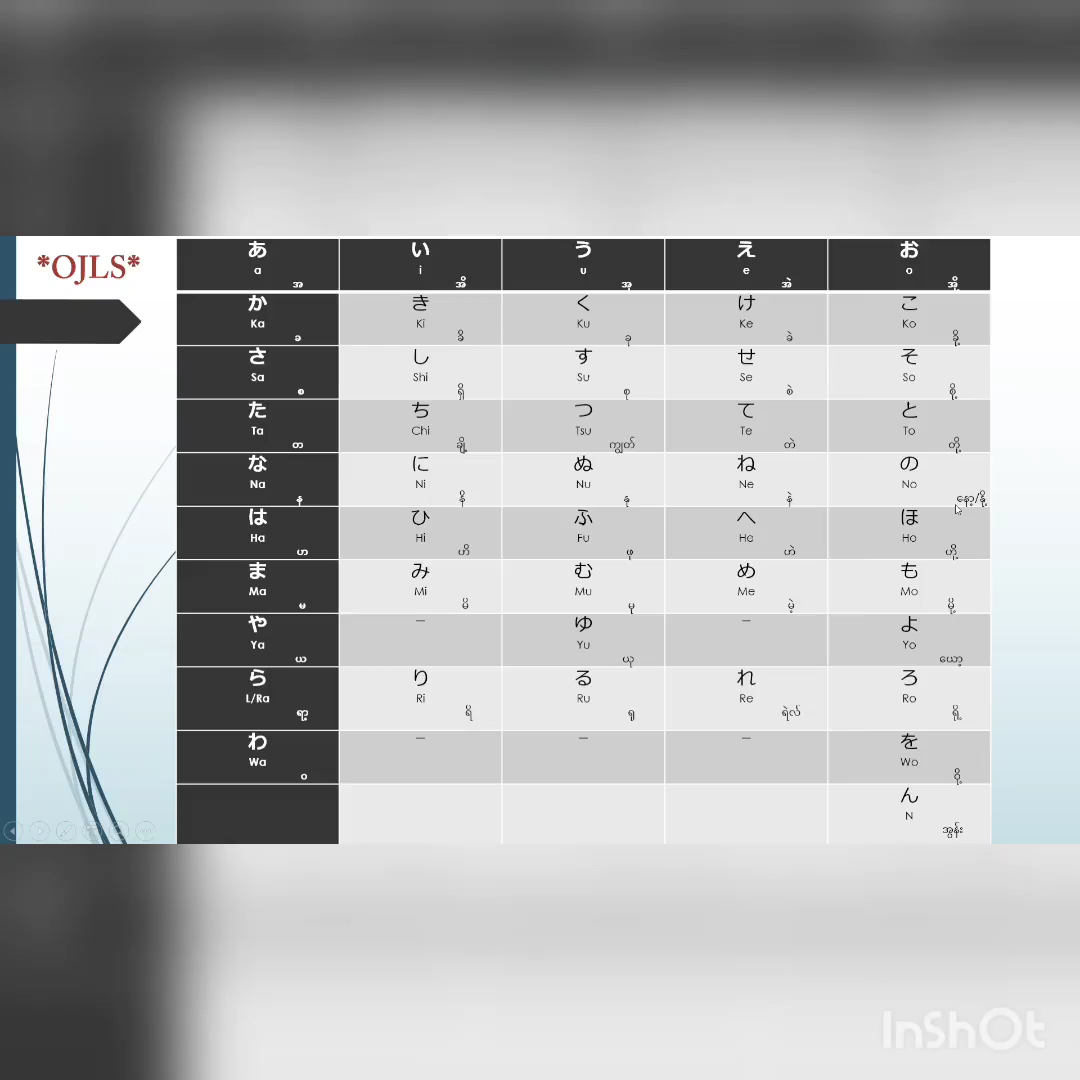 *OJLS*
あ い う え お
a i u e o
အ အိ အု အဲ အို့
か き く け こ
Ka Ki Ku Ke Ko
ခ ခိ ခု ခဲ ခို့
さ し す せ そ
Sa Shi Su Se So
စ ရှိ စု စဲ စို့
た ち つ て と
Ta Chi Tsu Te To
တ ချိ့ ကျွတ် တဲ တို့
な に ぬ ね の
Na Ni Nu Ne No
န နိ နု နဲ နော့/နို့
は ひ ふ へ ほ
Ha Hi Fu He Ho
ဟ ဟိ ဖု ဟဲ ဟို့
ま み む め も
Ma Mi Mu Me Mo
မ မိ မု မဲ့ မို့
や – ゆ – よ
Ya Yu Yo
ယ ယု ယော့
ら り る れ ろ
L/Ra Ri Ru Re Ro
ရာ့ ရိ ရု ရဲလ် ရို့
わ – – – を
Wa Wo
ဝ ဝို့
ん
N
အွန်း
InShOt